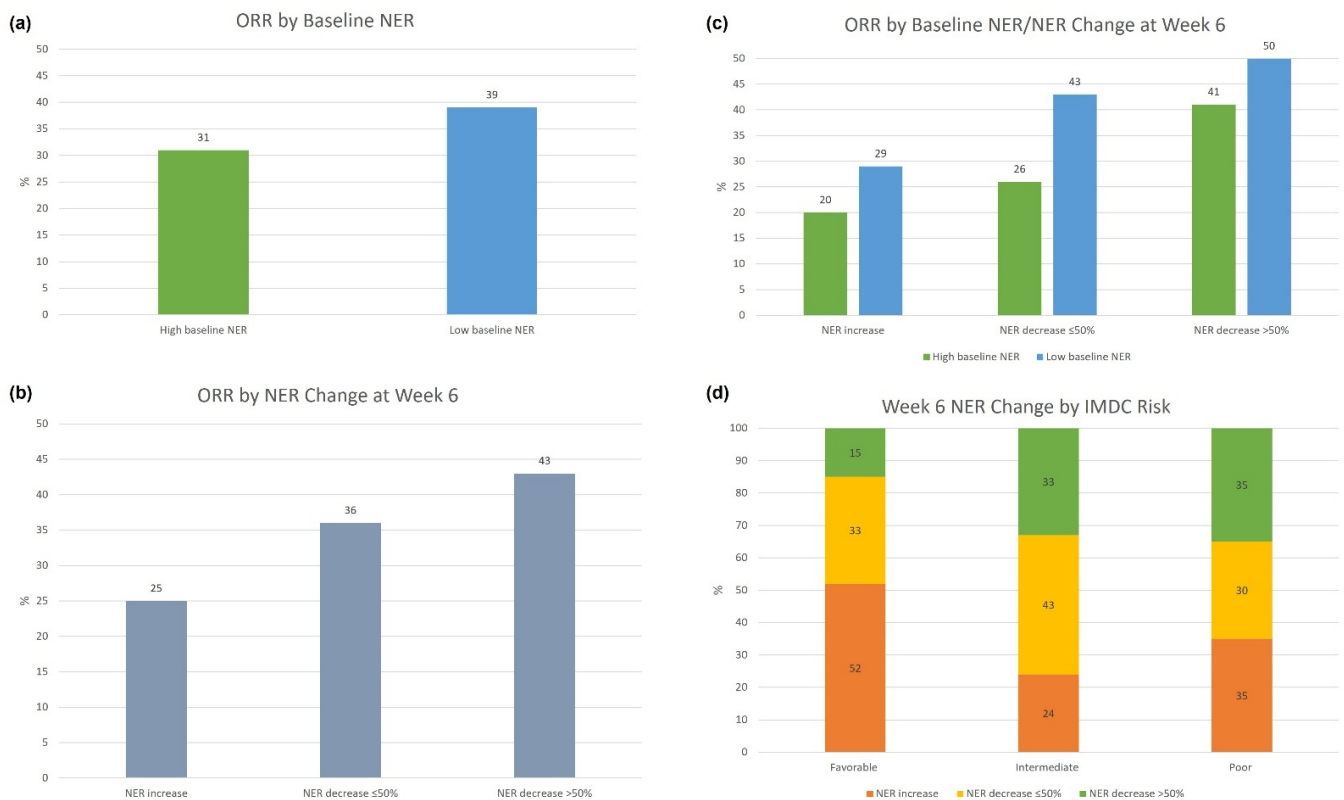 (a)
ORR by Baseline NER
50
45
40
35
30
25
20
15
10
5
0
%
31
39
High baseline NER
Low baseline NER
(b)
ORR by NER Change at Week 6
50
45
40
35
30
25
20
15
10
5
0
%
25
36
43
NER increase
NER decrease ≤50%
NER decrease >50%
(c)
ORR by Baseline NER/NER Change at Week 6
50
45
40
35
30
25
20
15
10
5
0
%
20
29
26
43
41
50
NER increase
NER decrease ≤50%
NER decrease >50%
High baseline NER
Low baseline NER
(d)
Week 6 NER Change by IMDC Risk
100
90
80
70
60
50
40
30
20
10
0
%
15
33
52
33
43
24
35
30
35
Favorable
Intermediate
Poor
NER increase
NER decrease ≤50%
NER decrease >50%